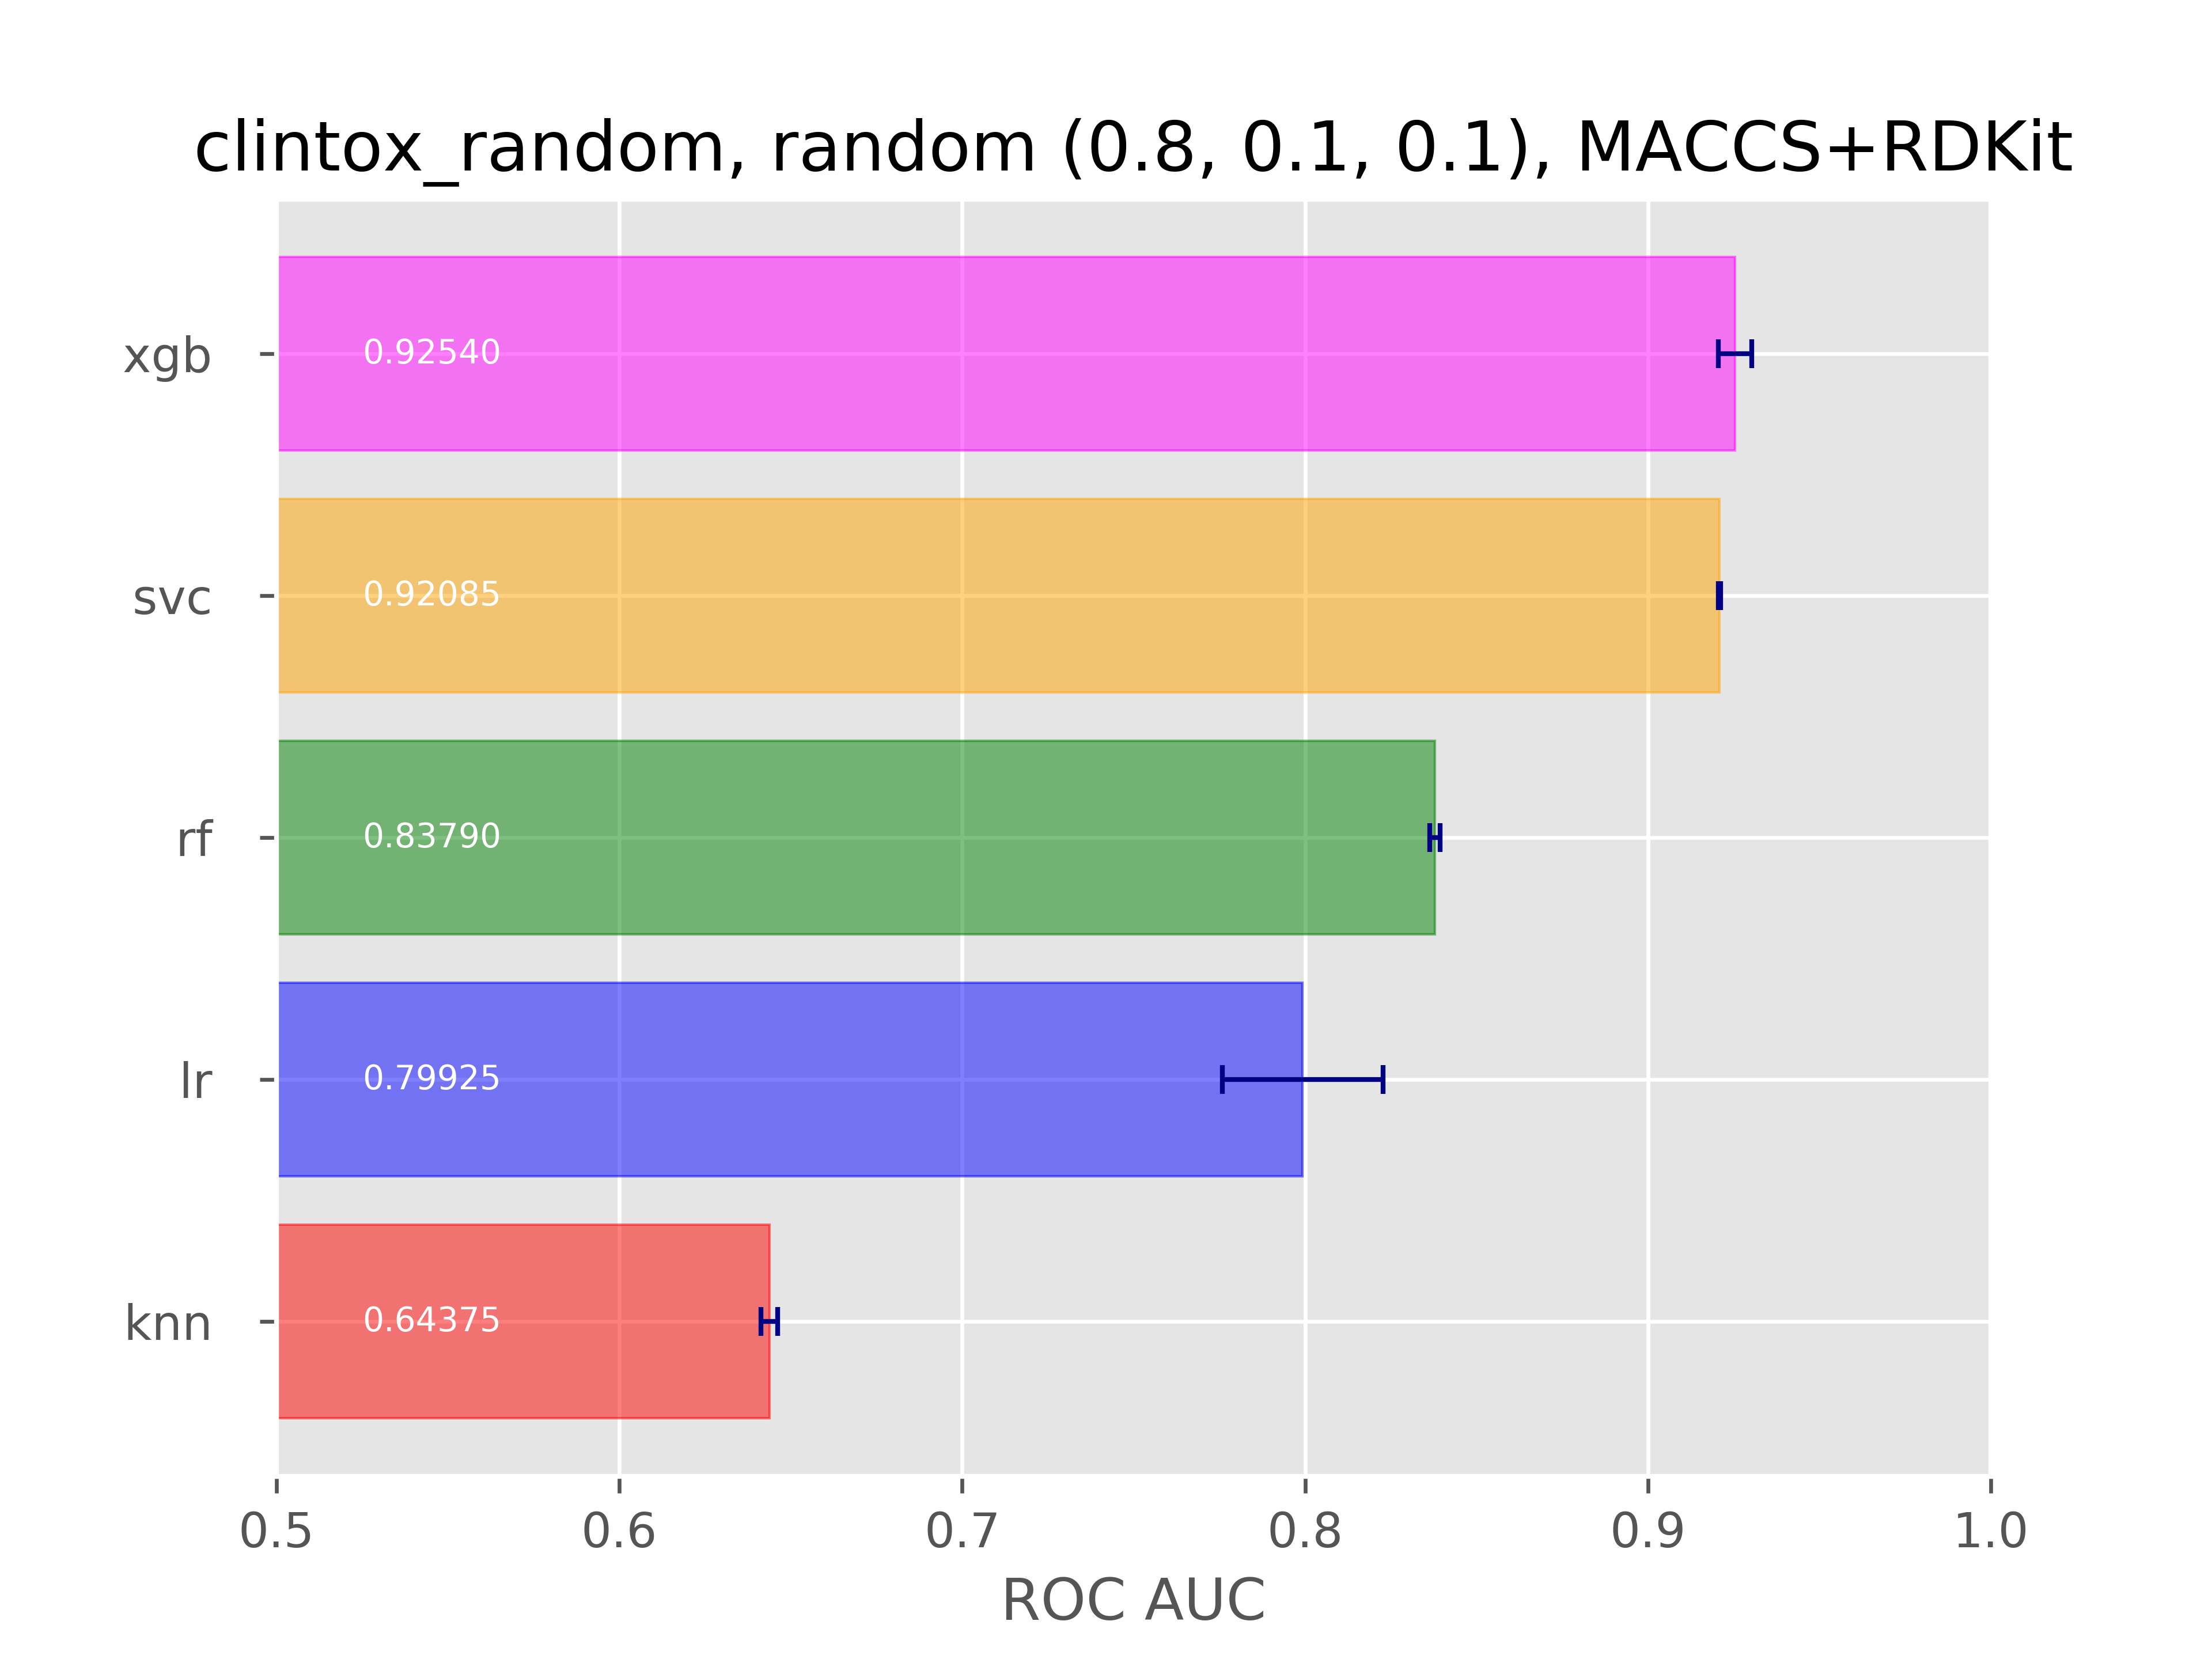 clintox_random, random (0.8, 0.1, 0.1), MACCS+RDKit
xgb
0.92540
svc
0.92085
rf
0.83790
lr
0.79925
knn
0.64375
0.5 0.6 0.7 0.8 0.9 1.0
ROC AUC